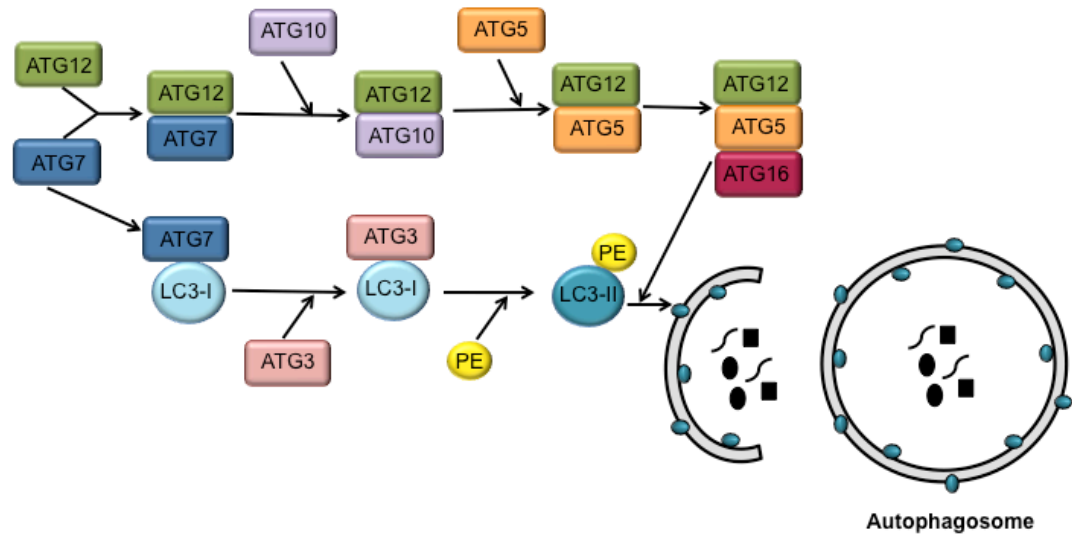 ATG10
ATG5
ATG12
ATG12
ATG7
ATG12
ATG10
ATG12
ATG5
ATG12
ATG5
ATG16
ATG7
ATG7
LC3-I
ATG3
LC3-I
PE
LC3-II
ATG3
PE
Autophagosome